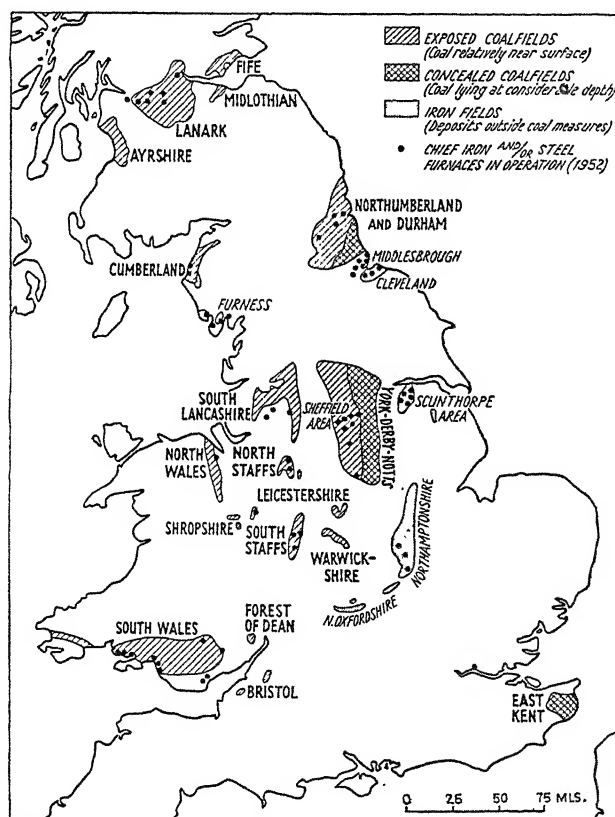 EXPOSED COALFIELDS
(Coal relatively near surface)
CONCEALED COALFIELDS
(Coal lying at considerable depth)
IRON FIELDS
(Deposits outside coal measures)
CHIEF IRON AND/OR STEEL
FURNACES IN OPERATION (1952)
FIFE
MIDLOTHIAN
LANARK
AYRSHIRE
NORTHUMBERLAND
AND DURHAM
MIDDLESBROUGH
CLEVELAND
CUMBERLAND
FURNESS
SOUTH
LANCASHIRE
SHEFFIELD
AREA
YORK-DERBY-NOTTS
SCUNTHORPE
AREA
NORTH
WALES
NORTH
STAFFS
LEICESTERSHIRE
SHROPSHIRE
SOUTH
STAFFS
WARWICK-
SHIRE
NORTHAMPTONSHIRE
N.OXFORDSHIRE
SOUTH WALES
FOREST
OF DEAN
BRISTOL
EAST
KENT
0 25 50 75 MLS.